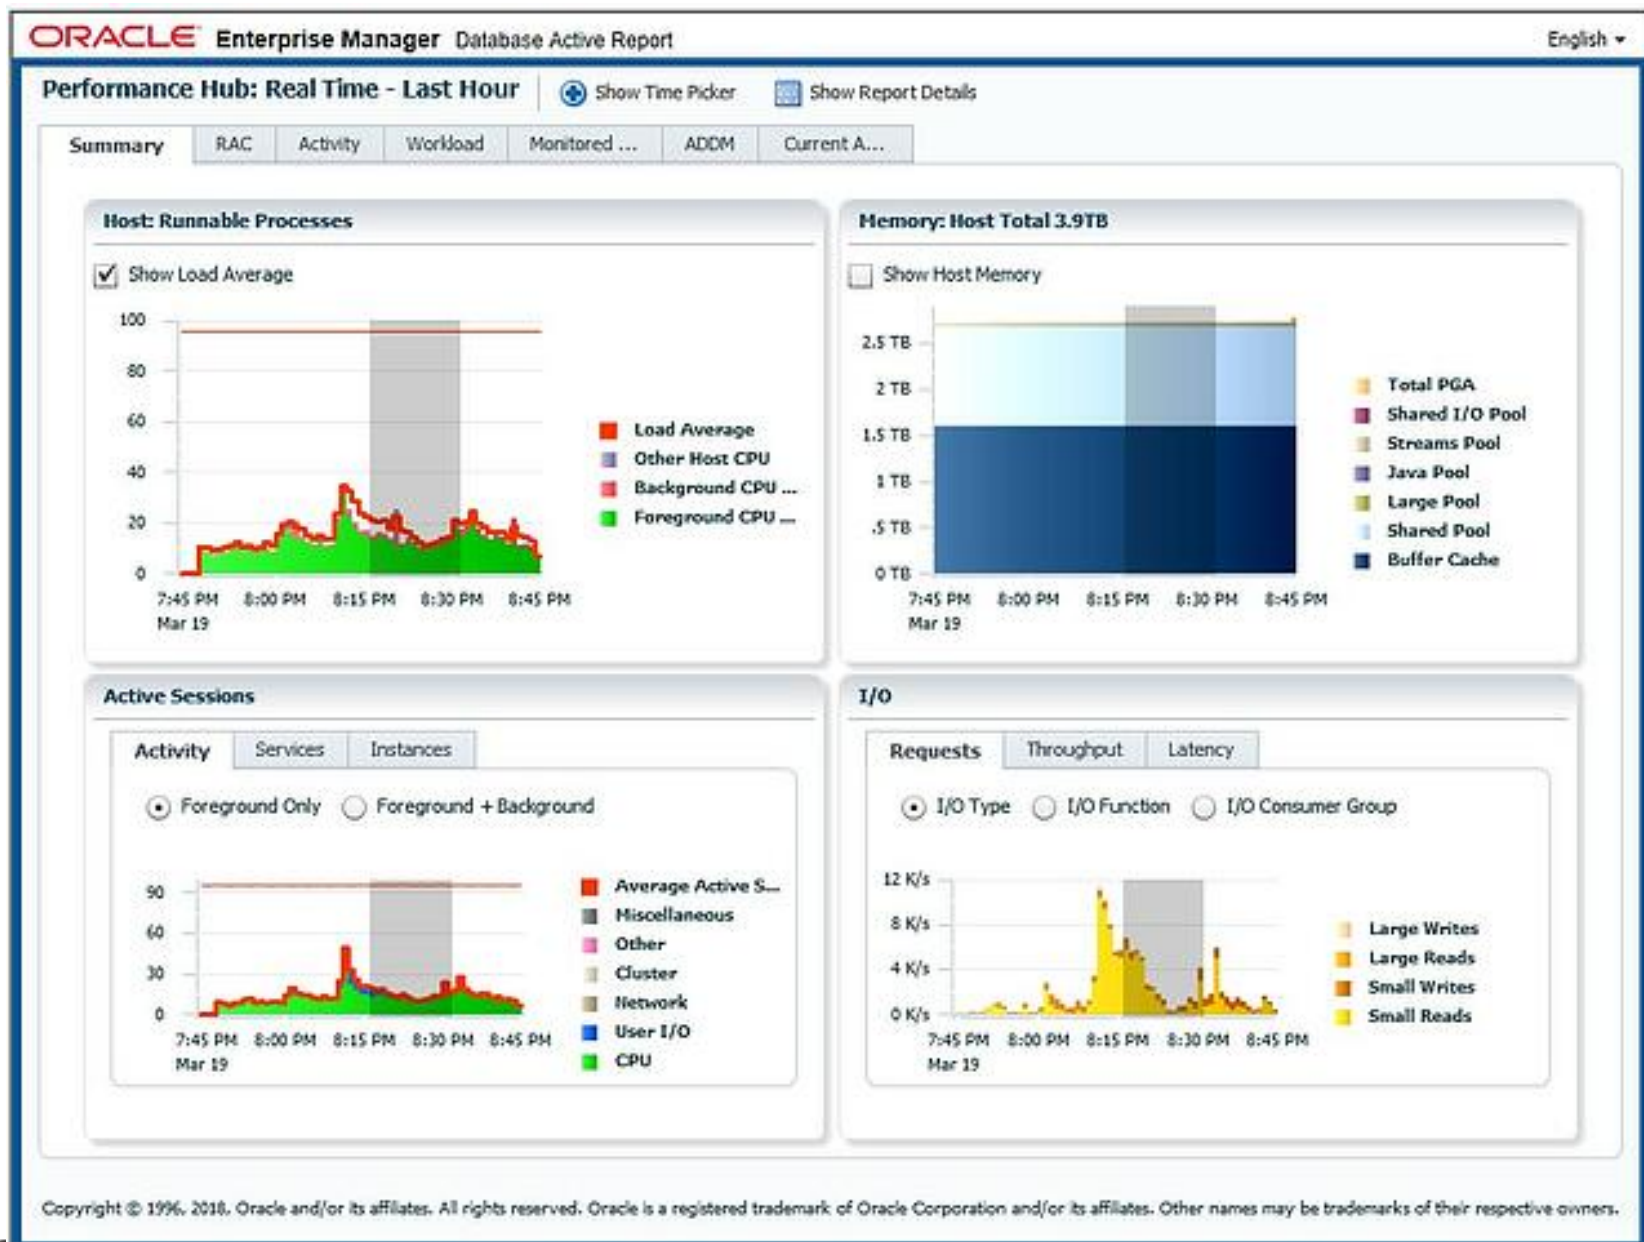 ORACLE Enterprise Manager Database Active Report English
Performance Hub: Real Time - Last Hour Show Time Picker Show Report Details
Summary RAC Activity Workload Monitored ... ADDM Current A...
Host: Runnable Processes
Show Load Average
100
80
60
40
20
0
7:45 PM 8:00 PM 8:15 PM 8:30 PM 8:45 PM
Mar 19
Load Average
Other Host CPU
Background CPU ...
Foreground CPU ...
Memory: Host Total 3.9TB
Show Host Memory
2.5 TB
2 TB
1.5 TB
1 TB
.5 TB
0 TB
7:45 PM 8:00 PM 8:15 PM 8:30 PM 8:45 PM
Mar 19
Total PGA
Shared I/O Pool
Streams Pool
Java Pool
Large Pool
Shared Pool
Buffer Cache
Active Sessions
Activity Services Instances
Foreground Only Foreground + Background
90
60
30
0
7:45 PM 8:00 PM 8:15 PM 8:30 PM 8:45 PM
Mar 19
Average Active S...
Miscellaneous
Other
Cluster
Network
User I/O
CPU
I/O
Requests Throughput Latency
I/O Type I/O Function I/O Consumer Group
12 K/s
8 K/s
4 K/s
0 K/s
7:45 PM 8:00 PM 8:15 PM 8:30 PM 8:45 PM
Mar 19
Large Writes
Large Reads
Small Writes
Small Reads
Copyright © 1996, 2018, Oracle and/or its affiliates. All rights reserved. Oracle is a registered trademark of Oracle Corporation and/or its affiliates. Other names may be trademarks of their respective owners.